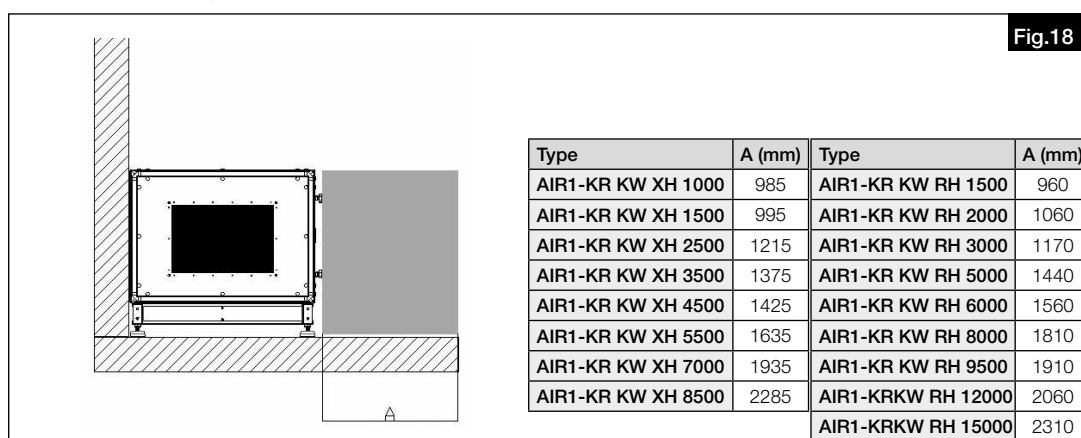 Fig.18
Type A (mm) Type A (mm)
AIR1-KR KW XH 1000 985 AIR1-KR KW RH 1500 960
AIR1-KR KW XH 1500 995 AIR1-KR KW RH 2000 1060
AIR1-KR KW XH 2500 1215 AIR1-KR KW RH 3000 1170
AIR1-KR KW XH 3500 1375 AIR1-KR KW RH 5000 1440
AIR1-KR KW XH 4500 1425 AIR1-KR KW RH 6000 1560
AIR1-KR KW XH 5500 1635 AIR1-KR KW RH 8000 1810
AIR1-KR KW XH 7000 1935 AIR1-KR KW RH 9500 1910
AIR1-KR KW XH 8500 2285 AIR1-KRKW RH 12000 2060
AIR1-KRKW RH 15000 2310
A